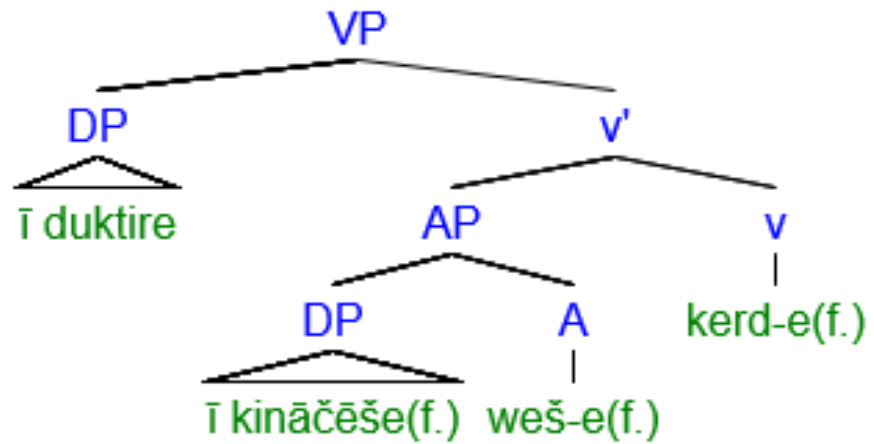 VP
DP v'
ī duktire AP v
DP A kerd-e(f.)
ī kināčēše(f.) weš-e(f.)